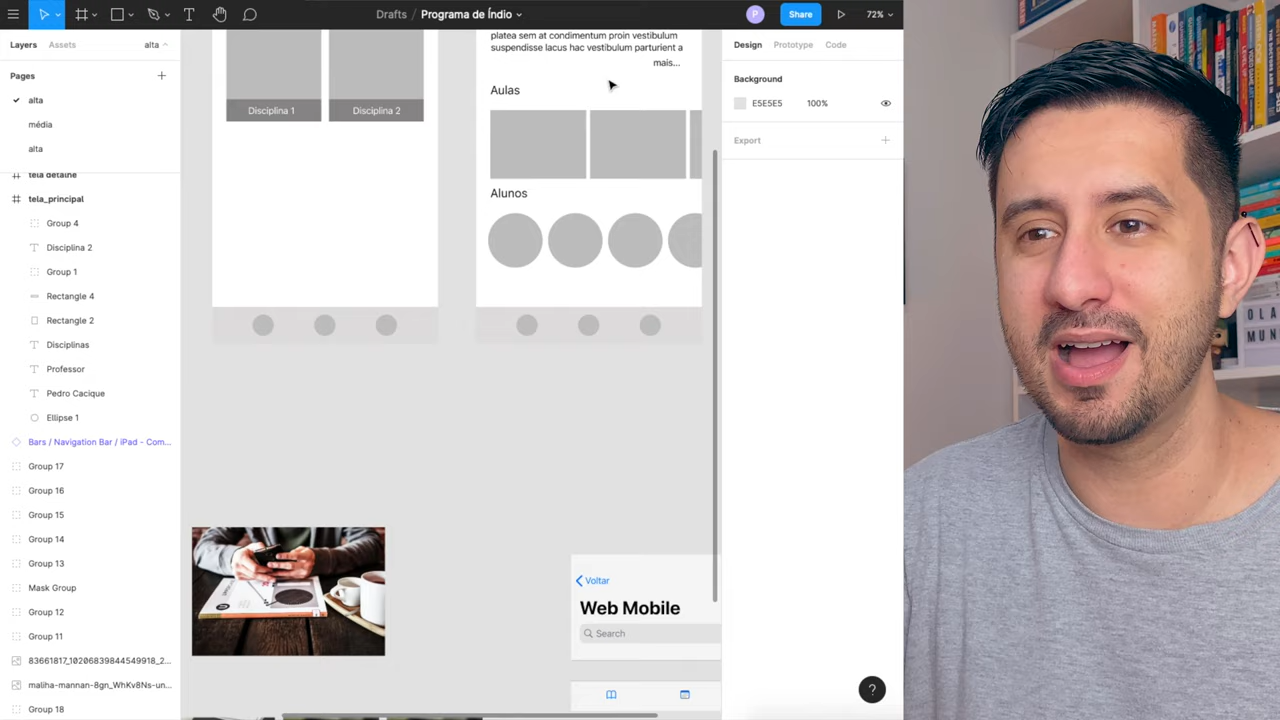 Drafts / Programa de Índio
P
Share
72%
Layers
Assets
alta
Pages
alta
média
alta
tela detalhe
tela_principal
Group 4
Disciplina 2
Group 1
Rectangle 4
Rectangle 2
Disciplinas
Professor
Pedro Cacique
Ellipse 1
Bars / Navigation Bar / iPad - Com...
Group 17
Group 16
Group 15
Group 14
Group 13
Mask Group
Group 12
Group 11
83661817_10206839844549918_2...
maliha-mannan-8gn_WhKv8Ns-un...
Group 18
Disciplina 1
Disciplina 2
platea sem at condimentum proin vestibulum
suspendisse lacus hac vestibulum parturient a
mais...
Aulas
Alunos
Voltar
Web Mobile
Search
Design
Prototype
Code
Background
E5E5E5
100%
Export
?
OLA
MUN